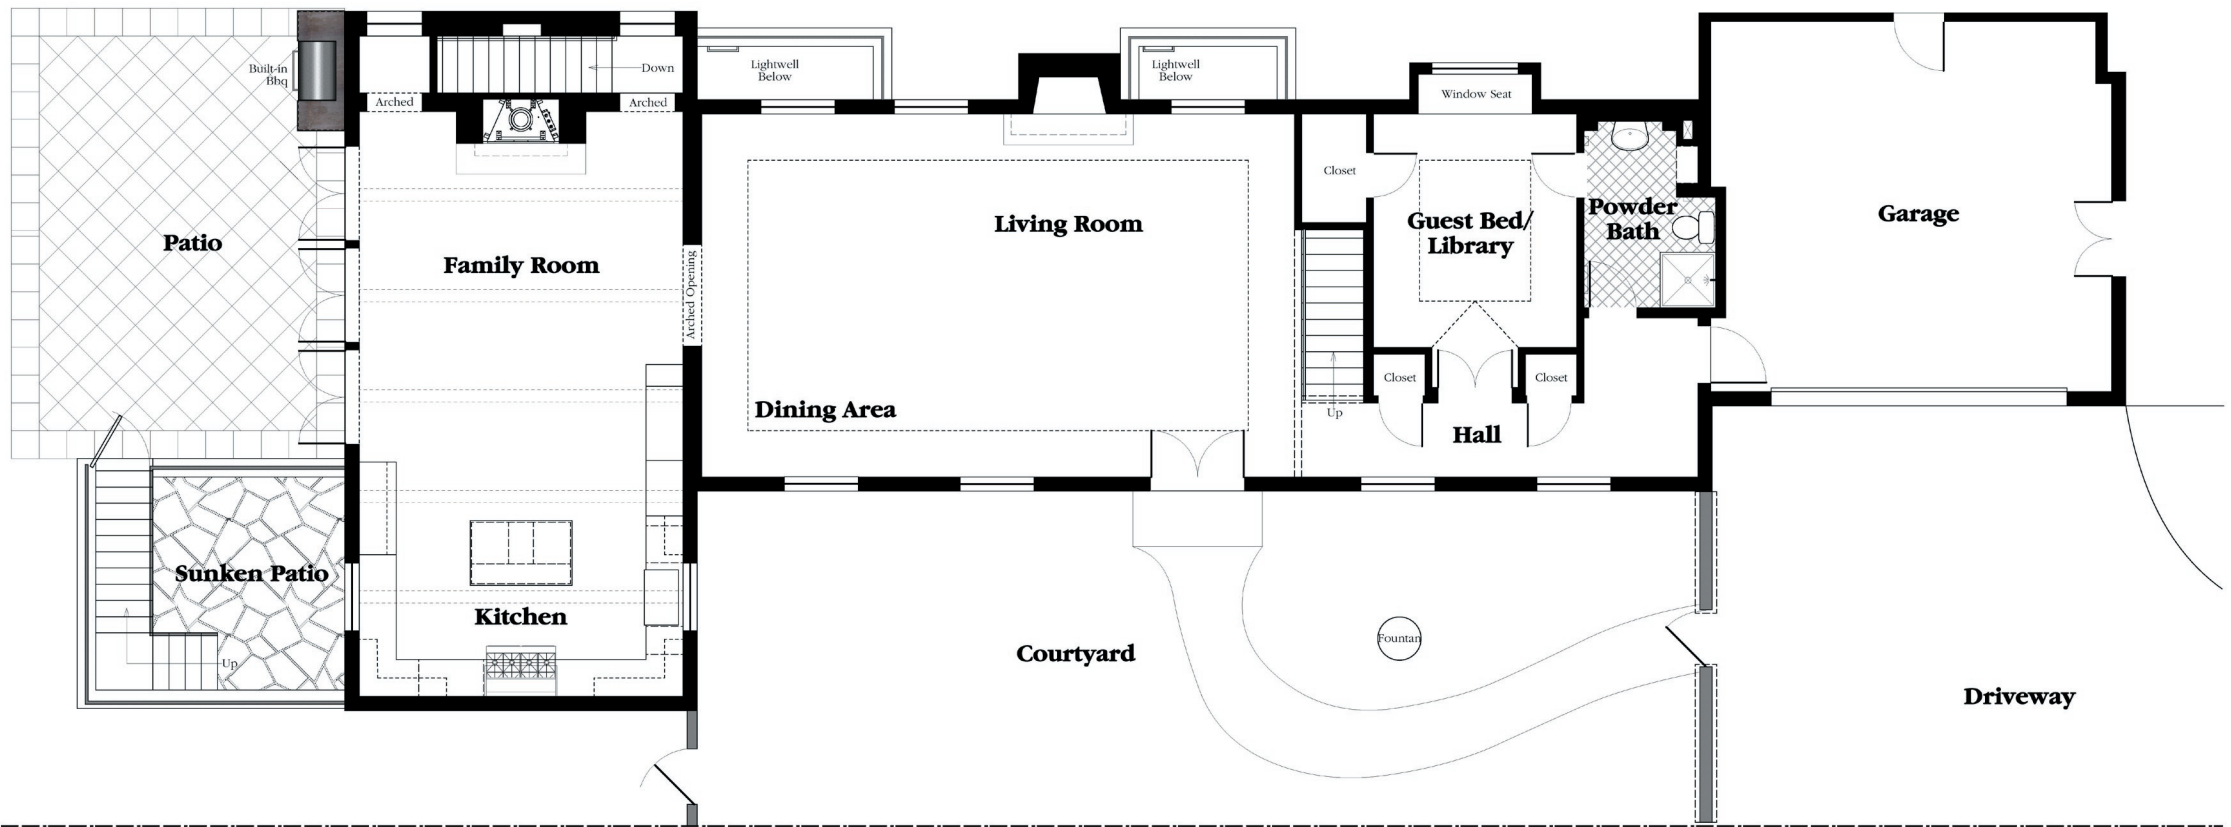 Built-in
Bbq
Down
Lightwell
Below
Lightwell
Below
Window Seat
Arched
Arched
Closet
Patio
Family Room
Arched Opening
Living Room
Guest Bed/
Library
Powder
Bath
Garage
Closet
Closet
Dining Area
Up
Hall
Sunken Patio
Kitchen
Up
Courtyard
Fountan
Driveway